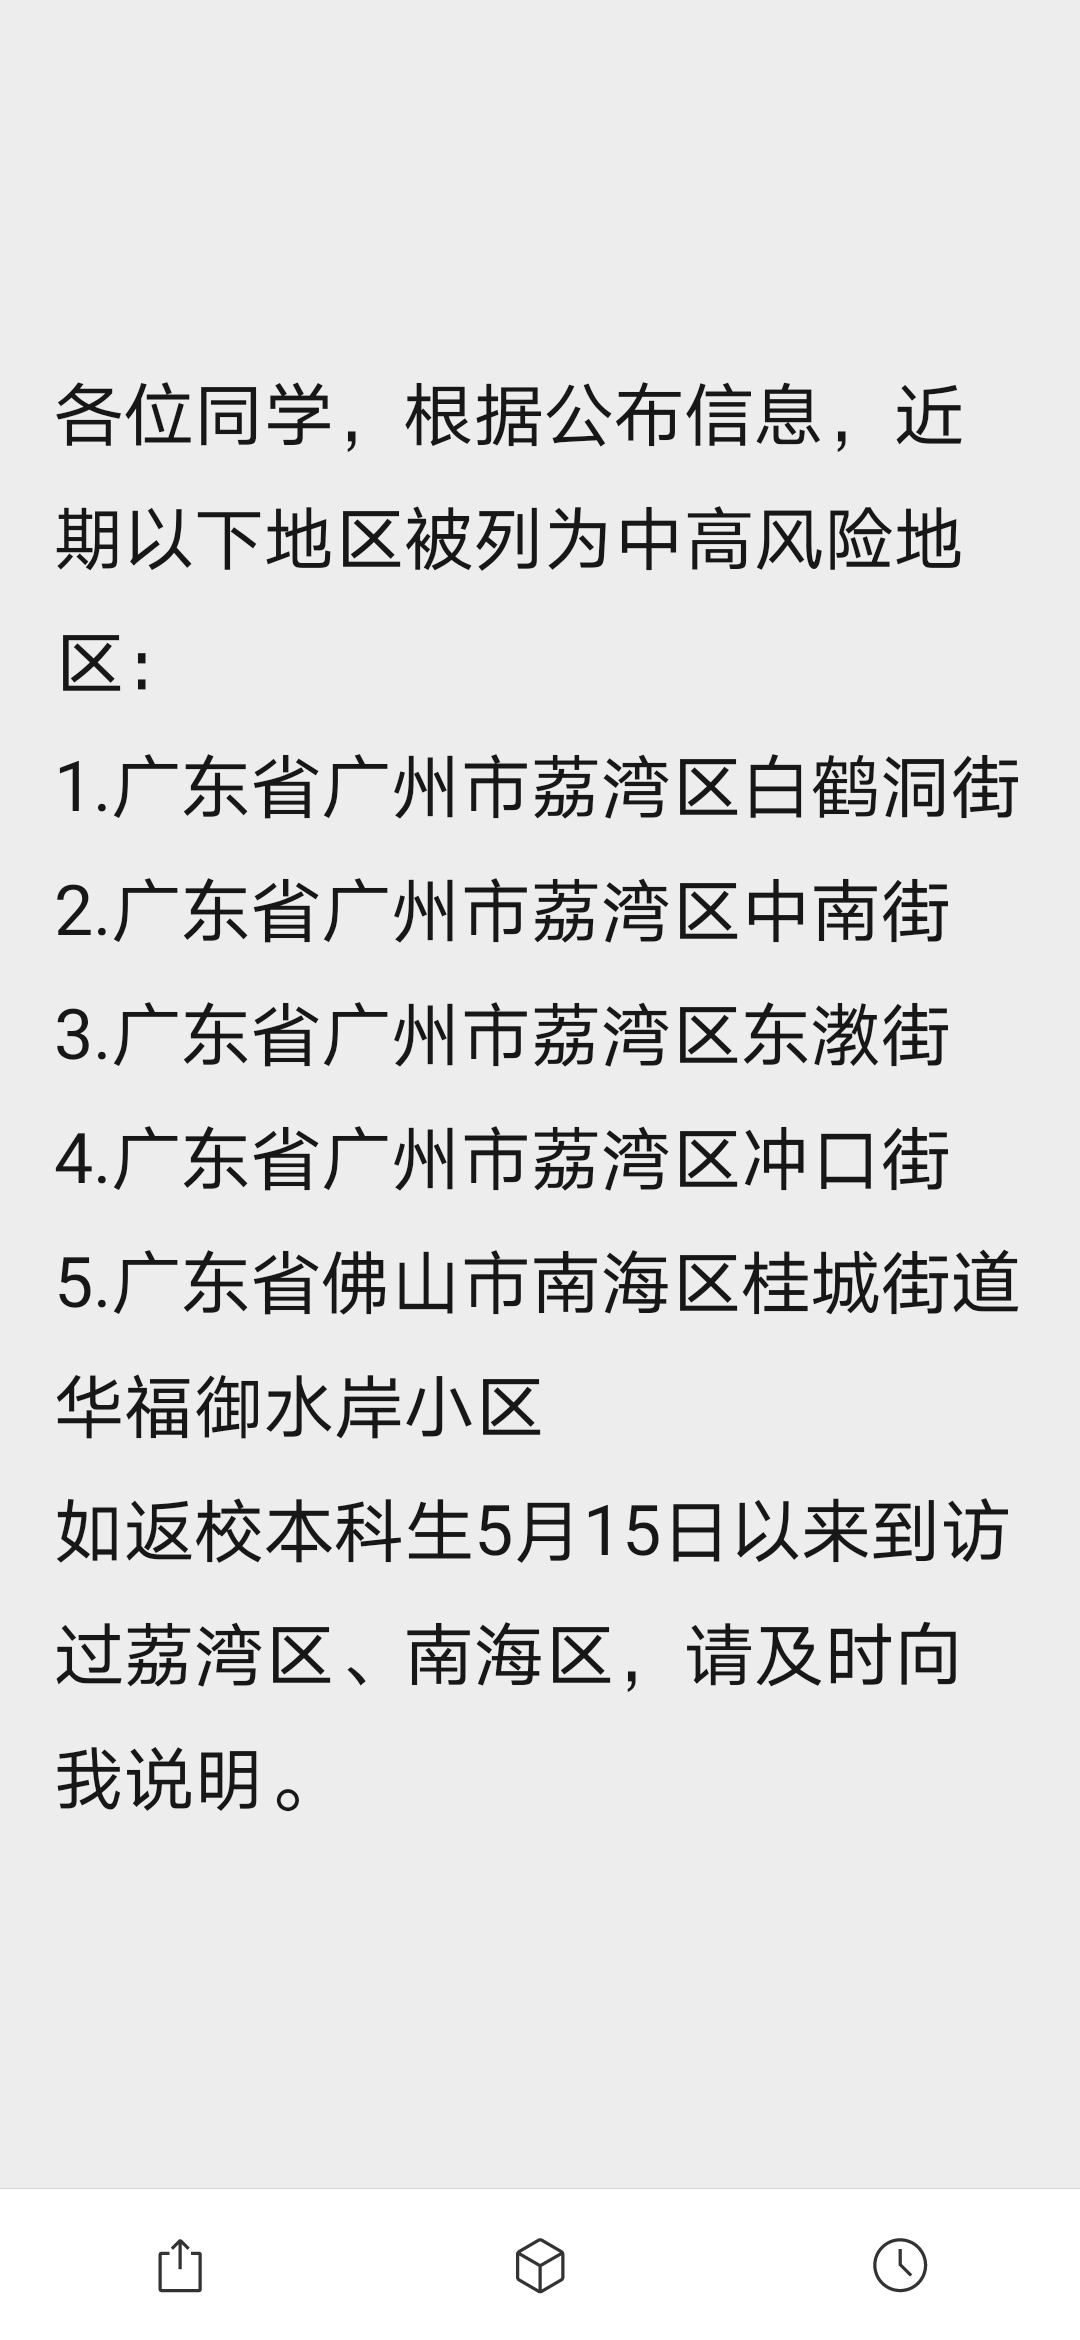 各位同学，根据公布信息，近
期以下地区被列为中高风险地
区：
1.广东省广州市荔湾区白鹤洞街
2.广东省广州市荔湾区中南街
3.广东省广州市荔湾区东漖街
4.广东省广州市荔湾区冲口街
5.广东省佛山市南海区桂城街道
华福御水岸小区
如返校本科生5月15日以来到访
过荔湾区、南海区，请及时向
我说明。